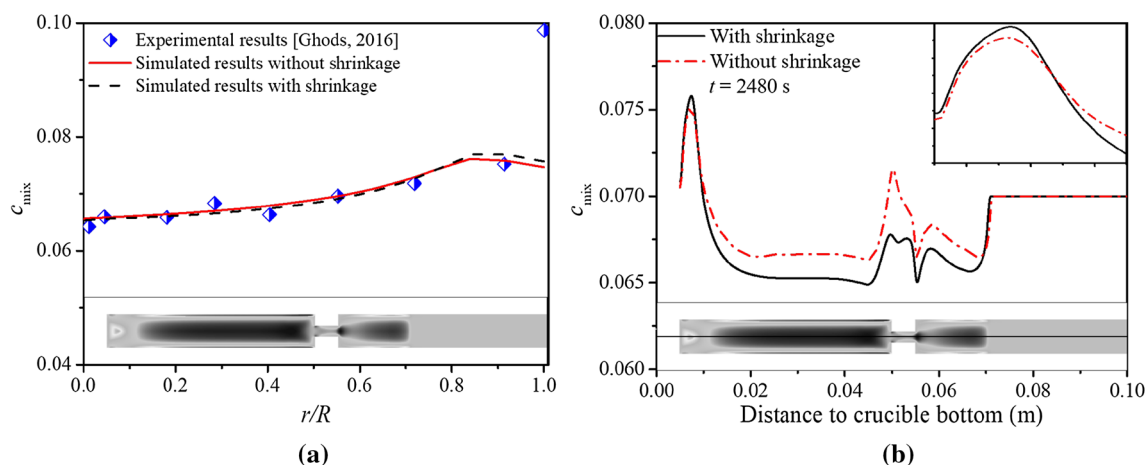 (a)
0.10
Experimental results [Ghods, 2016]
Simulated results without shrinkage
Simulated results with shrinkage
0.08
c_mix
0.06
0.04
0.0 0.2 0.4 0.6 0.8 1.0
r/R
(a)
0.080
With shrinkage
Without shrinkage
t = 2480 s
0.075
c_mix
0.070
0.065
0.060
0.00 0.02 0.04 0.06 0.08 0.10
Distance to crucible bottom (m)
(b)